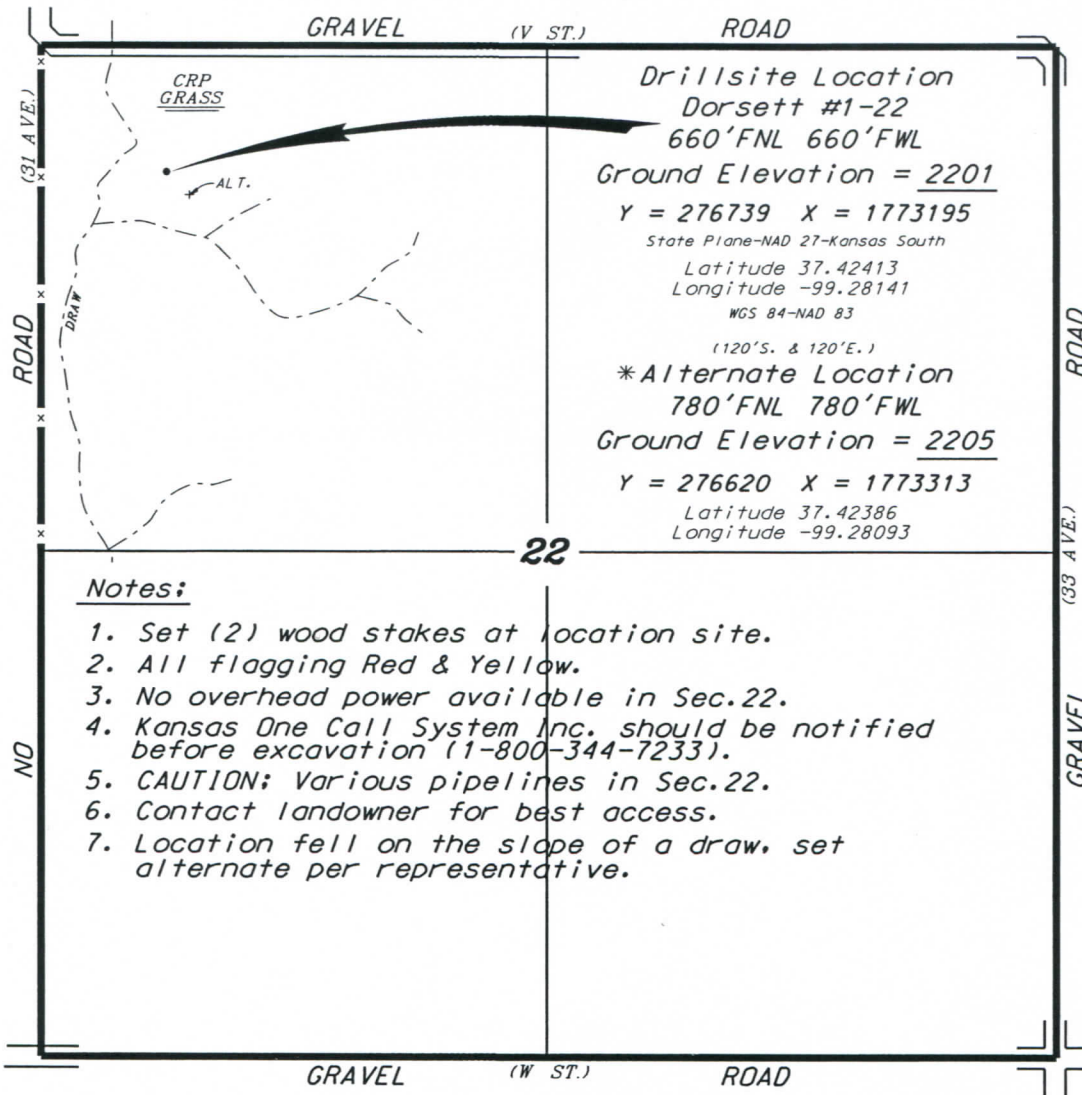 GRAVEL (V ST.) ROAD
CRP
GRASS
(31 AVE.)
ALT.
DRAW
ROAD
NO
Drillsite Location
Dorsett #1-22
660'FNL 660'FWL
Ground Elevation = 2201
Y = 276739 X = 1773195
State Plane-NAD 27-Kansas South
Latitude 37.42413
Longitude -99.28141
WGS 84-NAD 83
(120'S. & 120'E.)
*Alternate Location
780'FNL 780'FWL
Ground Elevation = 2205
Y = 276620 X = 1773313
Latitude 37.42386
Longitude -99.28093
ROAD
(33 AVE.)
GRAVEL
22
Notes:
1. Set (2) wood stakes at location site.
2. All flagging Red & Yellow.
3. No overhead power available in Sec.22.
4. Kansas One Call System Inc. should be notified
before excavation (1-800-344-7233).
5. CAUTION: Various pipelines in Sec.22.
6. Contact landowner for best access.
7. Location fell on the slope of a draw, set
alternate per representative.
GRAVEL (W ST.) ROAD